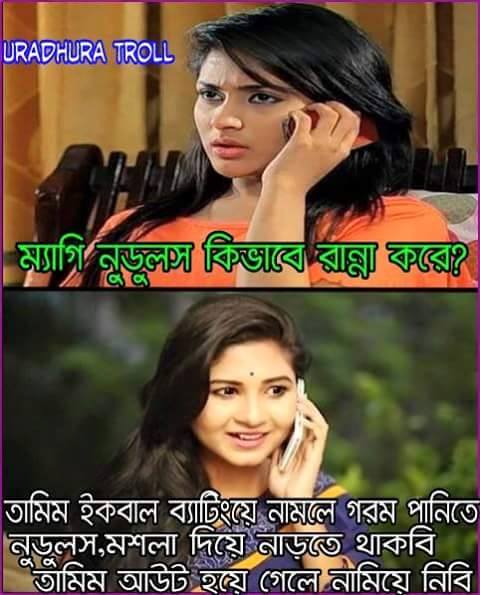 URADHURA TROLL
ম্যাগি নুডুলস কিভাবে রান্না করে?
তামিম ইকবাল ব্যাটিংয়ে নামলে গরম পানিতে
নুডুলস,মশলা দিয়ে নাড়তে থাকবি
তামিম আউট হয়ে গেলে নামিয়ে নিবি